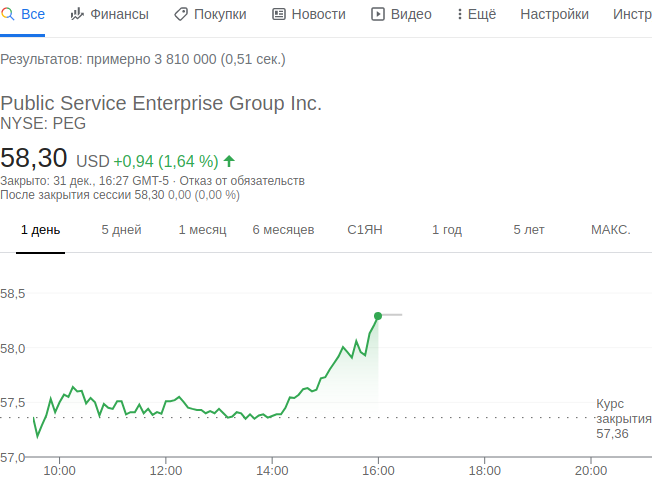 Все Финансы Покупки Новости Видео Ещё Настройки Инстр
Результатов: примерно 3 810 000 (0,51 сек.)
Public Service Enterprise Group Inc.
NYSE: PEG
58,30 USD +0,94 (1,64 %)
Закрыто: 31 дек., 16:27 GMT-5 · Отказ от обязательств
После закрытия сессии 58,30 0,00 (0,00 %)
1 день 5 дней 1 месяц 6 месяцев С1ЯН 1 год 5 лет МАКС.
58,5
58,0
57,5
Курс
закрытия
57,36
57,0
10:00 12:00 14:00 16:00 18:00 20:00